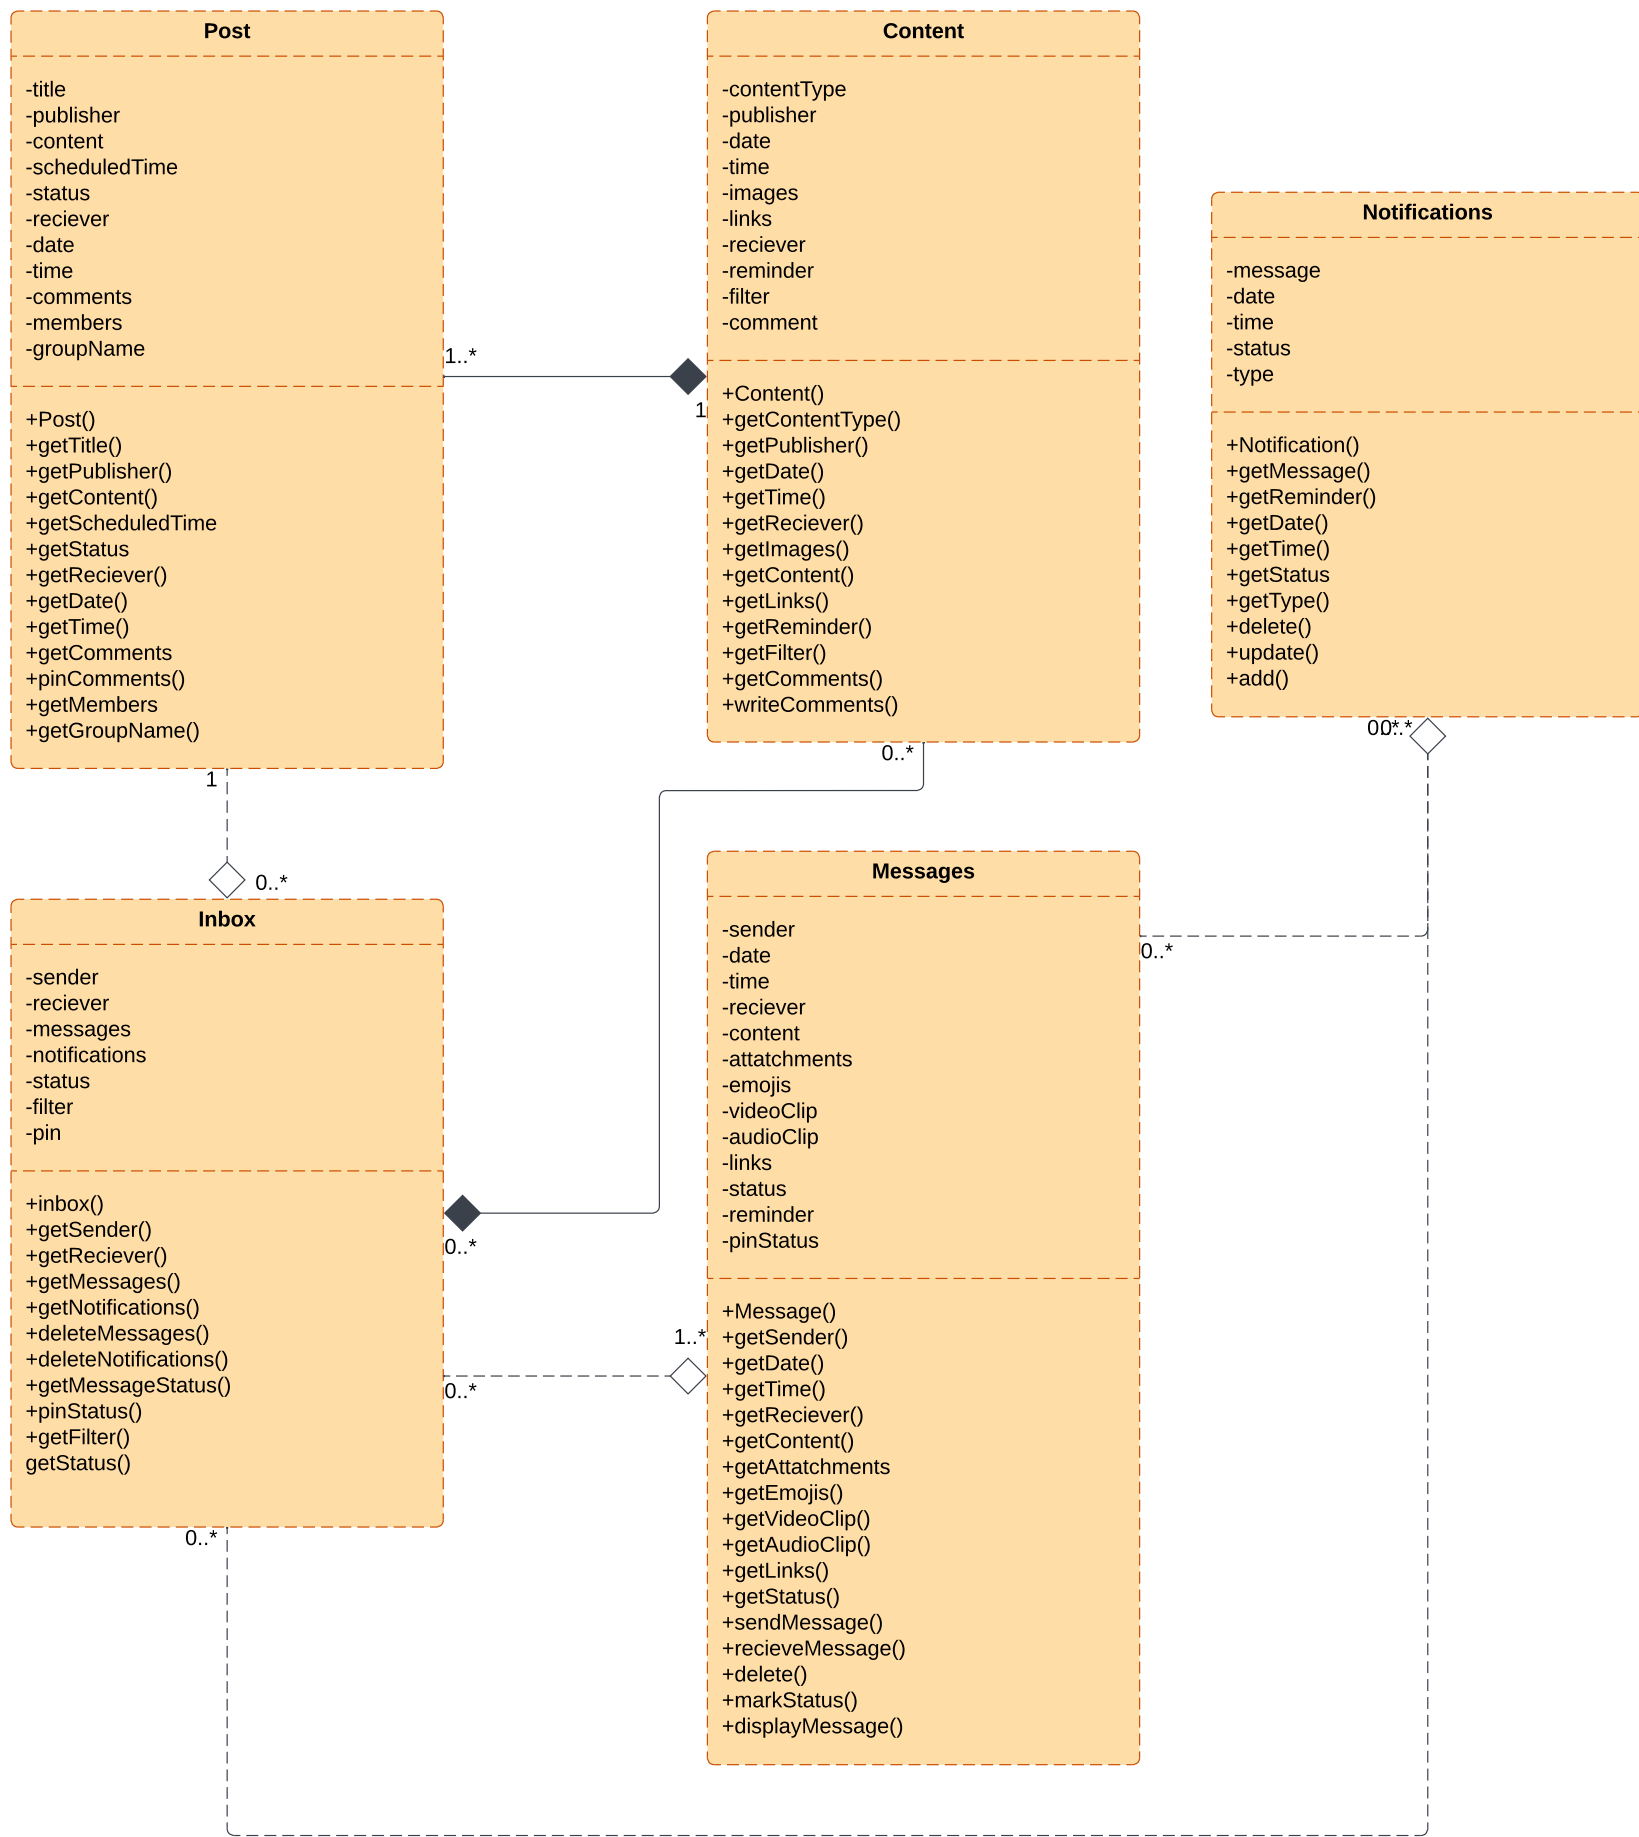 Post
-title
-publisher
-content
-scheduledTime
-status
-reciever
-date
-time
-comments
-members
-groupName
+Post()
+getTitle()
+getPublisher()
+getContent()
+getScheduledTime
+getStatus
+getReciever()
+getDate()
+getTime()
+getComments
+pinComments()
+getMembers
+getGroupName()
1..*
1
1
0..*
Content
-contentType
-publisher
-date
-time
-images
-links
-reciever
-reminder
-filter
-comment
+Content()
+getContentType()
+getPublisher()
+getDate()
+getTime()
+getReciever()
+getImages()
+getContent()
+getLinks()
+getReminder()
+getFilter()
+getComments()
+writeComments()
0..*
Notifications
-message
-date
-time
-status
-type
+Notification()
+getMessage()
+getReminder()
+getDate()
+getTime()
+getStatus
+getType()
+delete()
+update()
+add()
0..*
0..*
Inbox
-sender
-reciever
-messages
-notifications
-status
-filter
-pin
+inbox()
+getSender()
+getReciever()
+getMessages()
+getNotifications()
+deleteMessages()
+deleteNotifications()
+getMessageStatus()
+pinStatus()
+getFilter()
getStatus()
0..*
0..*
0..*
1..*
Messages
-sender
-date
-time
-reciever
-content
-attatchments
-emojis
-videoClip
-audioClip
-links
-status
-reminder
-pinStatus
+Message()
+getSender()
+getDate()
+getTime()
+getReciever()
+getContent()
+getAttatchments
+getEmojis()
+getVideoClip()
+getAudioClip()
+getLinks()
+getStatus()
+sendMessage()
+recieveMessage()
+delete()
+markStatus()
+displayMessage()
0..*